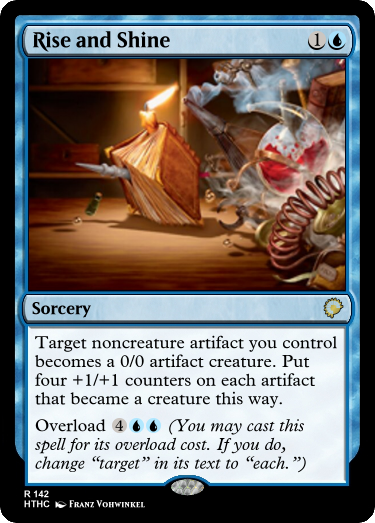 Rise and Shine 1
Sorcery
Target noncreature artifact you control
becomes a 0/0 artifact creature. Put
four +1/+1 counters on each artifact
that became a creature this way.
Overload 4 (You may cast this
spell for its overload cost. If you do,
change “target” in its text to “each.”)
R 142
HTHC Franz Vohwinkel